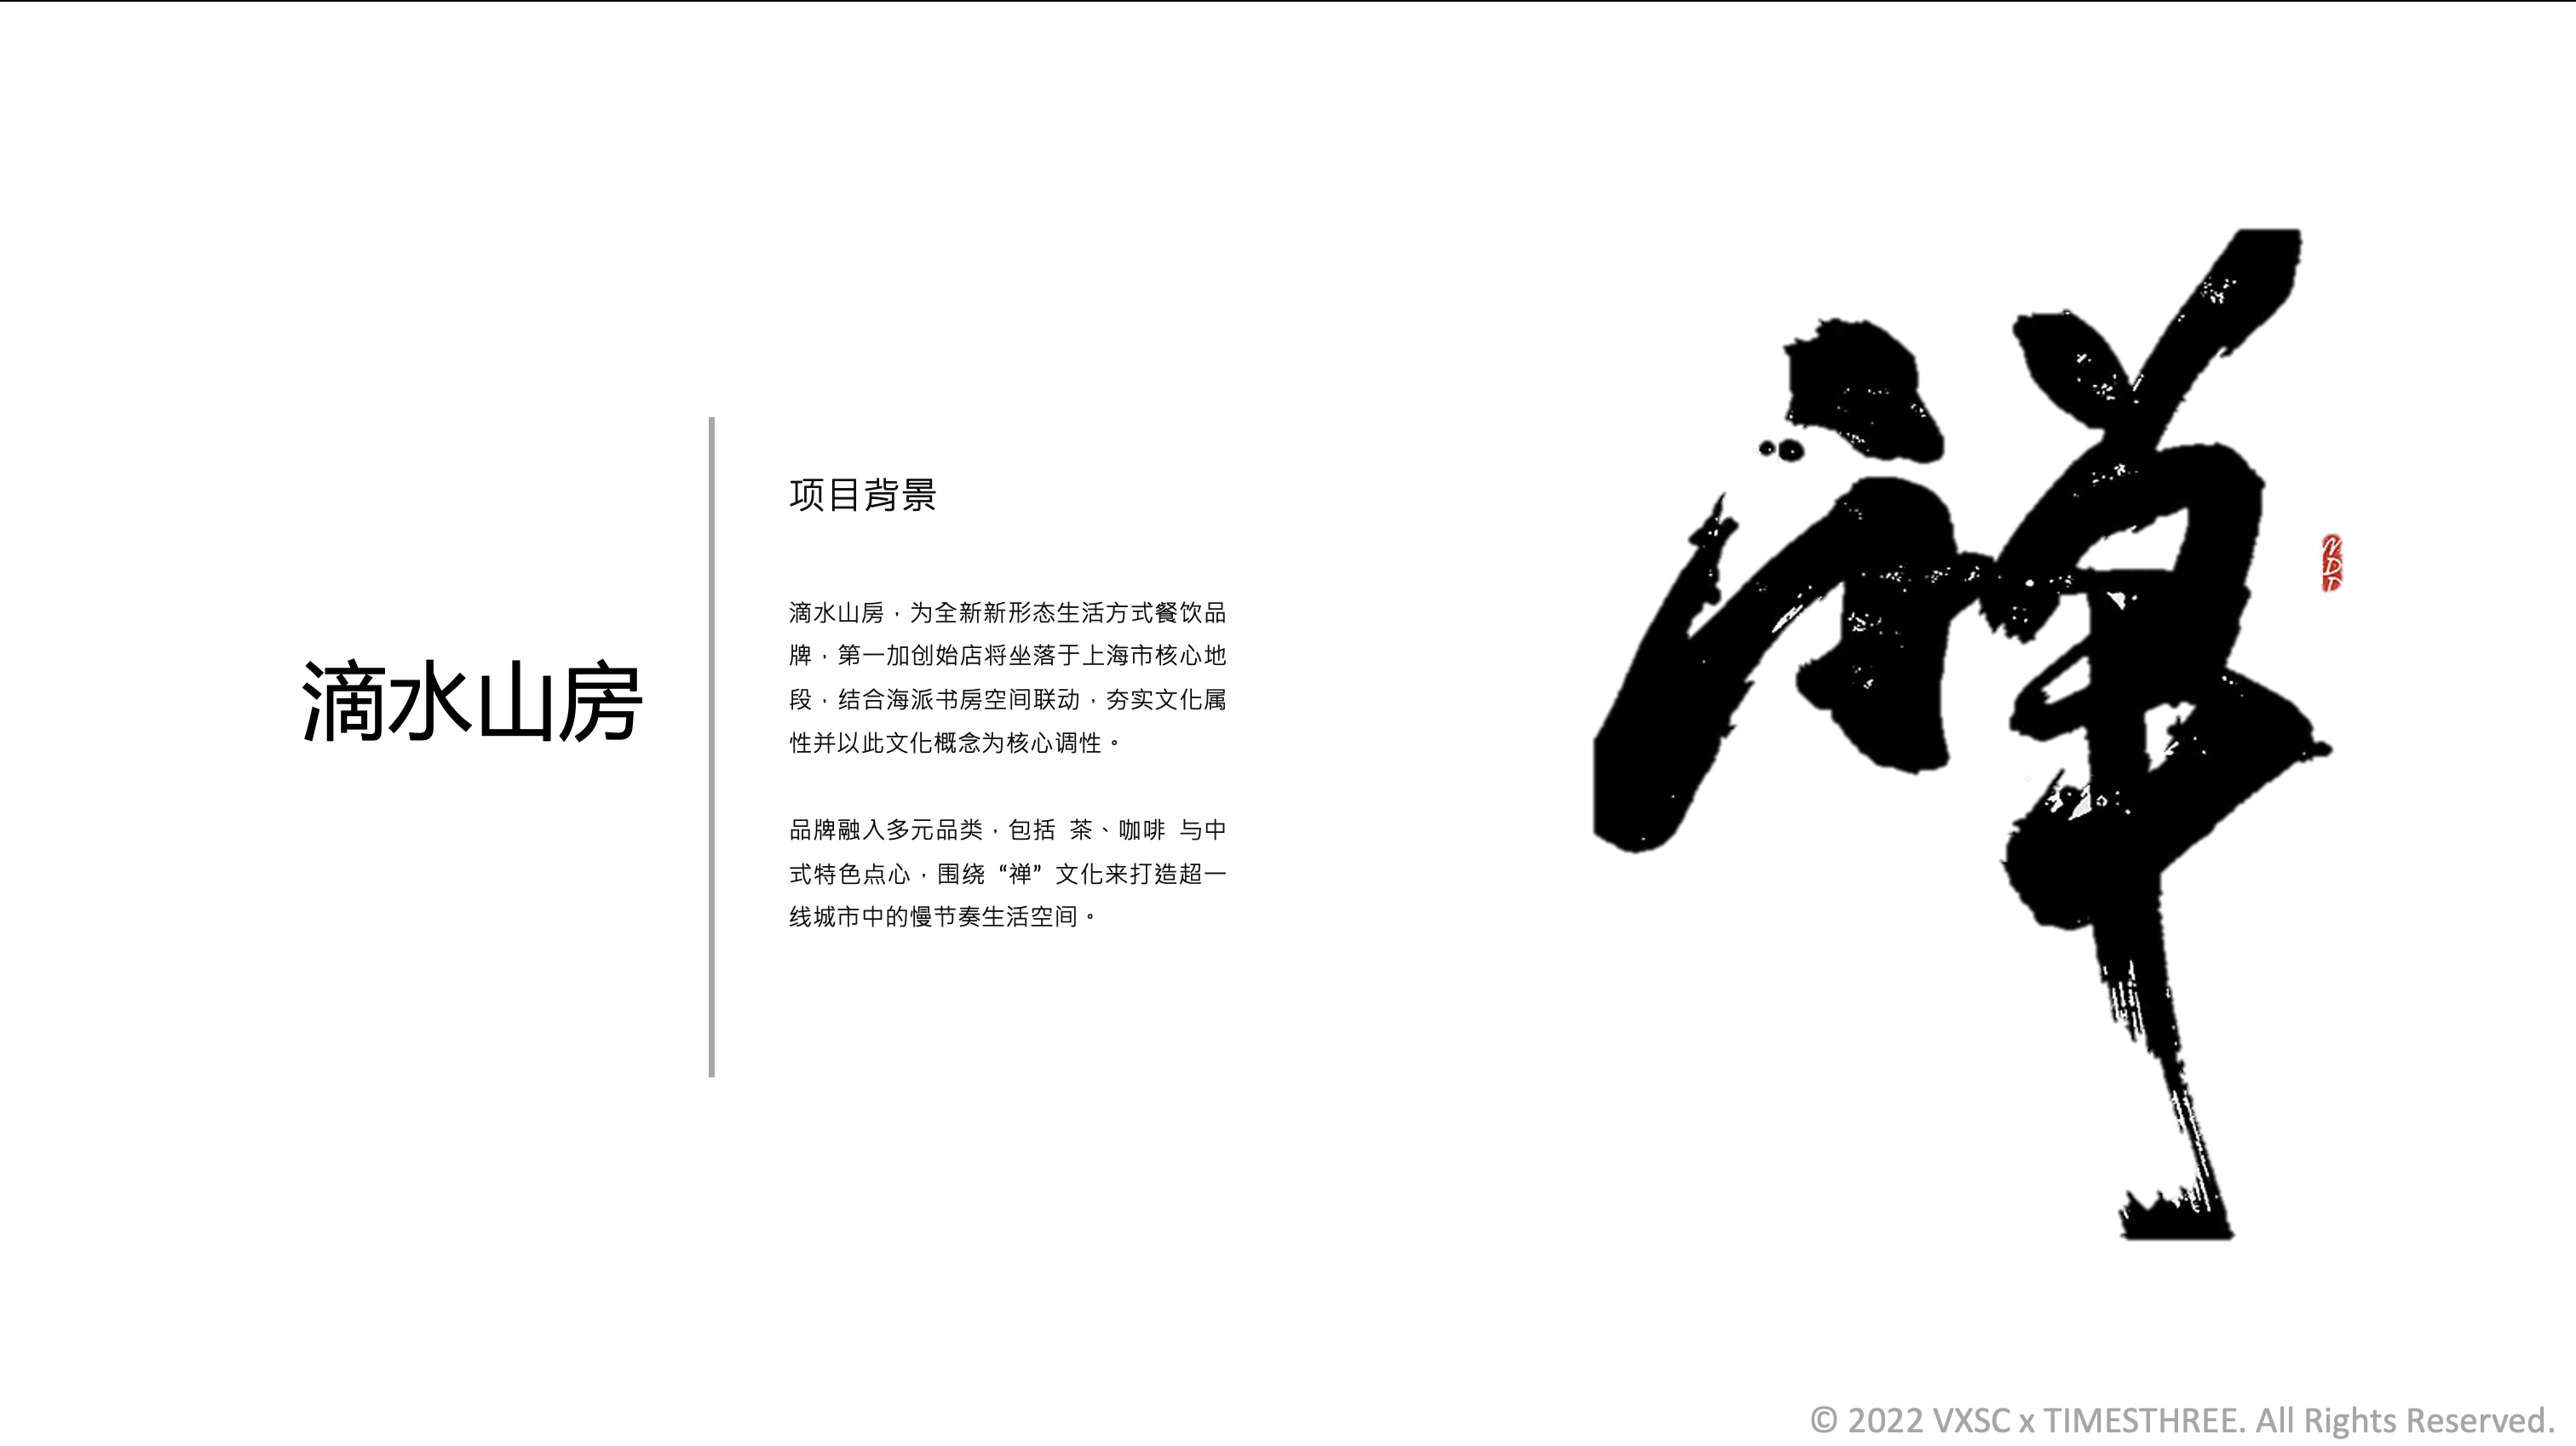 滴水山房
项目背景
滴水山房，为全新新形态生活方式餐饮品
牌，第一加创始店将坐落于上海市核心地
段，结合海派书房空间联动，夯实文化属
性并以此文化概念为核心调性。
品牌融入多元品类，包括 茶、咖啡 与中
式特色点心，围绕 “禅” 文化来打造超一
线城市中的慢节奏生活空间。
禅
NDD
© 2022 VXSC x TIMESTHREE. All Rights Reserved.